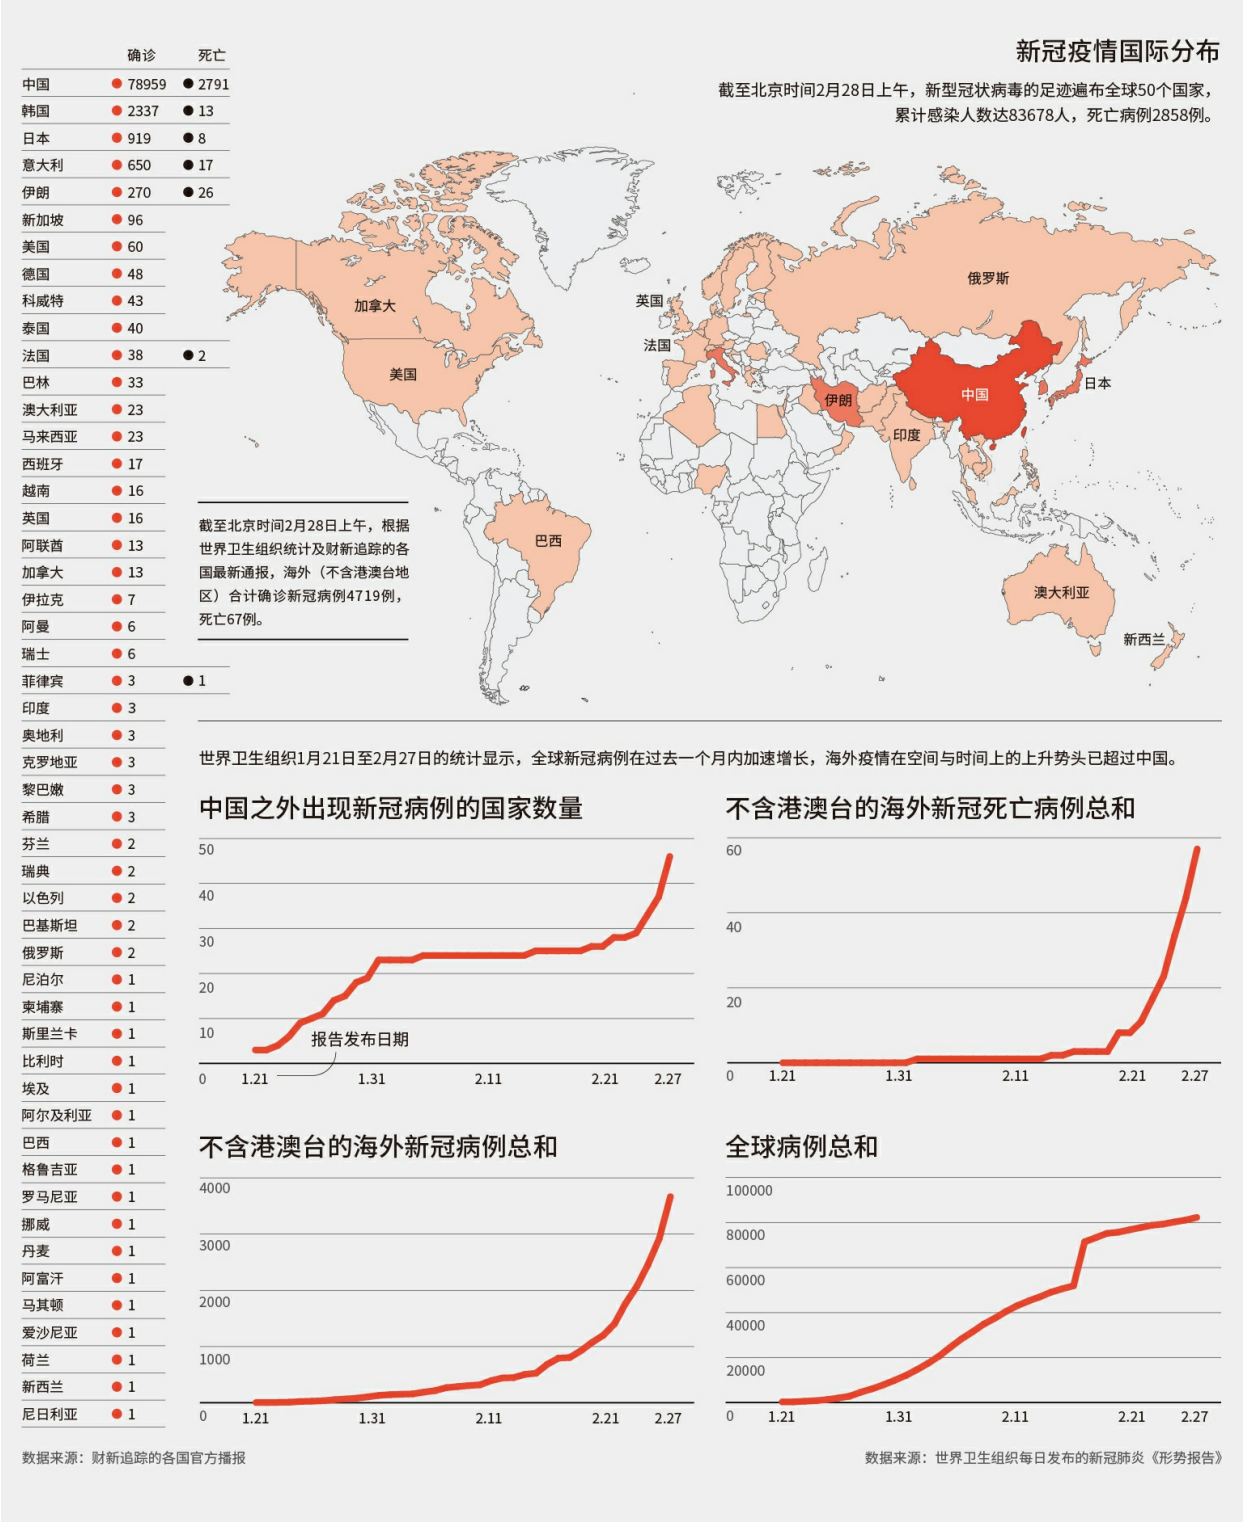 新冠疫情国际分布
截至北京时间2月28日上午，新型冠状病毒的足迹遍布全球50个国家，
累计感染人数达83678人，死亡病例2858例。
确诊 死亡
中国 78959 2791
韩国 2337 13
日本 919 8
意大利 650 17
伊朗 270 26
新加坡 96
美国 60
德国 48
科威特 43
泰国 40
法国 38 2
巴林 33
澳大利亚 23
马来西亚 23
西班牙 17
越南 16
英国 16
阿联酋 13
加拿大 13
伊拉克 7
阿曼 6
瑞士 6
菲律宾 3 1
印度 3
奥地利 3
克罗地亚 3
黎巴嫩 3
希腊 3
芬兰 2
瑞典 2
以色列 2
巴基斯坦 2
俄罗斯 2
尼泊尔 1
柬埔寨 1
斯里兰卡 1
比利时 1
埃及 1
阿尔及利亚 1
巴西 1
格鲁吉亚 1
罗马尼亚 1
挪威 1
丹麦 1
阿富汗 1
马其顿 1
爱沙尼亚 1
荷兰 1
新西兰 1
尼日利亚 1
数据来源：财新追踪的各国官方播报
俄罗斯
英国
加拿大
法国
美国
日本
中国
伊朗
印度
巴西
澳大利亚
新西兰
截至北京时间2月28日上午，根据
世界卫生组织统计及财新追踪的各
国最新通报，海外（不含港澳台地
区）合计确诊新冠病例4719例，
死亡67例。
世界卫生组织1月21日至2月27日的统计显示，全球新冠病例在过去一个月内加速增长，海外疫情在空间与时间上的上升势头已超过中国。
中国之外出现新冠病例的国家数量
50
40
30
20
10
0
报告发布日期
1.21 1.31 2.11 2.21 2.27
不含港澳台的海外新冠死亡病例总和
60
40
20
0
1.21 1.31 2.11 2.21 2.27
不含港澳台的海外新冠病例总和
4000
3000
2000
1000
0
1.21 1.31 2.11 2.21 2.27
全球病例总和
100000
80000
60000
40000
20000
0
1.21 1.31 2.11 2.21 2.27
数据来源：世界卫生组织每日发布的新冠肺炎《形势报告》